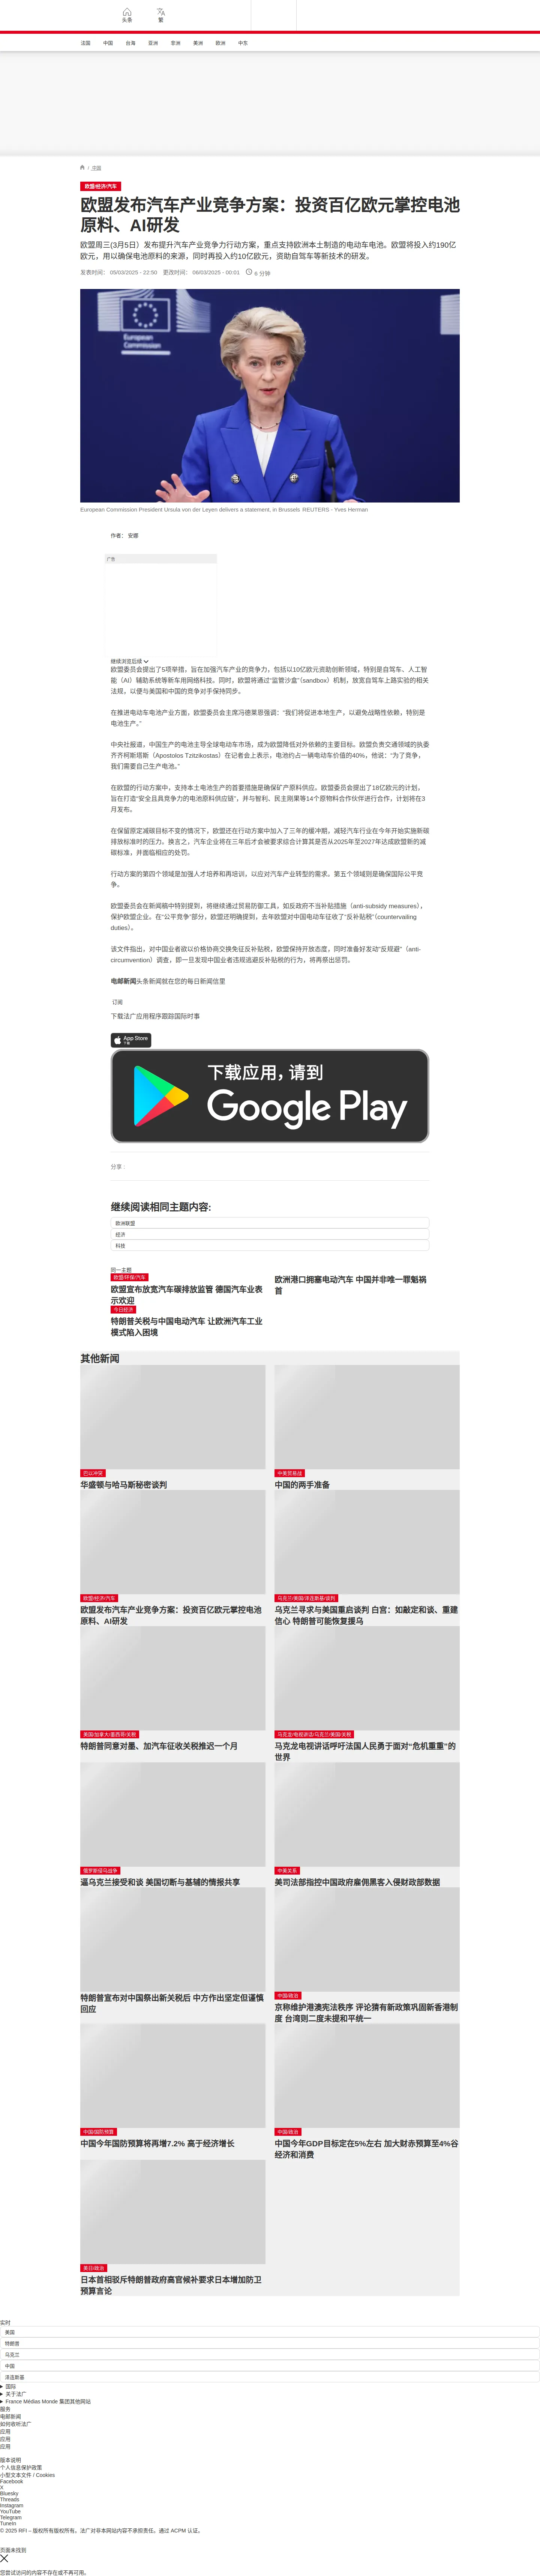 头条
繁
法国
中国
台海
亚洲
非洲
美洲
欧洲
中东
/ 中国
欧盟/经济/汽车
欧盟发布汽车产业竞争方案：投资百亿欧元掌控电池
原料、AI研发
欧盟周三(3月5日）发布提升汽车产业竞争力行动方案，重点支持欧洲本土制造的电动车电池。欧盟将投入约190亿
欧元，用以确保电池原料的来源，同时再投入约10亿欧元，资助自驾车等新技术的研发。
发表时间： 05/03/2025 - 22:50 更改时间： 06/03/2025 - 00:01 6 分钟
European Commission
European Commission President Ursula von der Leyen delivers a statement, in Brussels REUTERS - Yves Herman
作者： 安娜
广告
继续浏览后续
欧盟委员会提出了5项举措，旨在加强汽车产业的竞争力，包括以10亿欧元资助创新领域，特别是自驾车、人工智
能（AI）辅助系统等新车用网络科技。同时，欧盟将通过“监管沙盒”（sandbox）机制，放宽自驾车上路实验的相关
法规，以便与美国和中国的竞争对手保持同步。
在推进电动车电池产业方面，欧盟委员会主席冯德莱恩强调：“我们将促进本地生产，以避免战略性依赖，特别是
电池生产。”
中央社报道，中国生产的电池主导全球电动车市场，成为欧盟降低对外依赖的主要目标。欧盟负责交通领域的执委
齐齐柯斯塔斯（Apostolos Tzitzikostas）在记者会上表示，电池约占一辆电动车价值的40%，他说：“为了竞争，
我们需要自己生产电池。”
在欧盟的行动方案中，支持本土电池生产的首要措施是确保矿产原料供应。欧盟委员会提出了18亿欧元的计划，
旨在打造“安全且具竞争力的电池原料供应链”，并与智利、民主刚果等14个原物料合作伙伴进行合作，计划将在3
月发布。
在保留原定减碳目标不变的情况下，欧盟还在行动方案中加入了三年的缓冲期，减轻汽车行业在今年开始实施新碳
排放标准时的压力。换言之，汽车企业将在三年后才会被要求结合计算其是否从2025年至2027年达成欧盟新的减
碳标准，并面临相应的处罚。
行动方案的第四个领域是加强人才培养和再培训，以应对汽车产业转型的需求。第五个领域则是确保国际公平竞
争。
欧盟委员会在新闻稿中特别提到，将继续通过贸易防御工具，如反政府不当补贴措施（anti-subsidy measures），
保护欧盟企业。在“公平竞争”部分，欧盟还明确提到，去年欧盟对中国电动车征收了“反补贴税”（countervailing
duties）。
该文件指出，对中国业者欲以价格协商交换免征反补贴税，欧盟保持开放态度，同时准备好发动“反规避”（anti-
circumvention）调查，即一旦发现中国业者违规逃避反补贴税的行为，将再祭出惩罚。
电邮新闻头条新闻就在您的每日新闻信里
订阅
下载法广应用程序跟踪国际时事
App Store
下载
下载应用，请到
Google Play
分享 :
继续阅读相同主题内容:
欧洲联盟
经济
科技
同一主题
欧盟/环保/汽车
欧盟宣布放宽汽车碳排放监管 德国汽车业表
示欢迎
欧洲港口拥塞电动汽车 中国并非唯一罪魁祸
首
今日经济
特朗普关税与中国电动汽车 让欧洲汽车工业
模式陷入困境
其他新闻
巴以冲突
华盛顿与哈马斯秘密谈判
中美贸易战
中国的两手准备
欧盟/经济/汽车
欧盟发布汽车产业竞争方案：投资百亿欧元掌控电池
原料、AI研发
乌克兰/美国/泽连斯基/谈判
乌克兰寻求与美国重启谈判 白宫：如敲定和谈、重建
信心 特朗普可能恢复援乌
美国/加拿大/墨西哥/关税
特朗普同意对墨、加汽车征收关税推迟一个月
马克龙/电视讲话/乌克兰/美国/关税
马克龙电视讲话呼吁法国人民勇于面对“危机重重”的
世界
俄罗斯侵乌战争
逼乌克兰接受和谈 美国切断与基辅的情报共享
中美关系
美司法部指控中国政府雇佣黑客入侵财政部数据
特朗普宣布对中国祭出新关税后 中方作出坚定但谨慎
回应
中国/政治
京称维护港澳宪法秩序 评论猜有新政策巩固新香港制
度 台湾则二度未提和平统一
中国/国防预算
中国今年国防预算将再增7.2% 高于经济增长
中国/政治
中国今年GDP目标定在5%左右 加大财赤预算至4%谷
经济和消费
美日/政治
日本首相驳斥特朗普政府高官候补要求日本增加防卫
预算言论
实时
美国
特朗普
乌克兰
中国
泽连斯基
国际
关于法广
France Médias Monde 集团其他网站
服务
电邮新闻
如何收听法广
应用
应用
应用
版本说明
个人信息保护政策
小型文本文件 / Cookies
Facebook
X
Bluesky
Threads
Instagram
YouTube
Telegram
TuneIn
© 2025 RFI – 版权所有版权所有。法广对非本网站内容不承担责任。通过 ACPM 认证。
页面未找到
您尝试访问的内容不存在或不再可用。